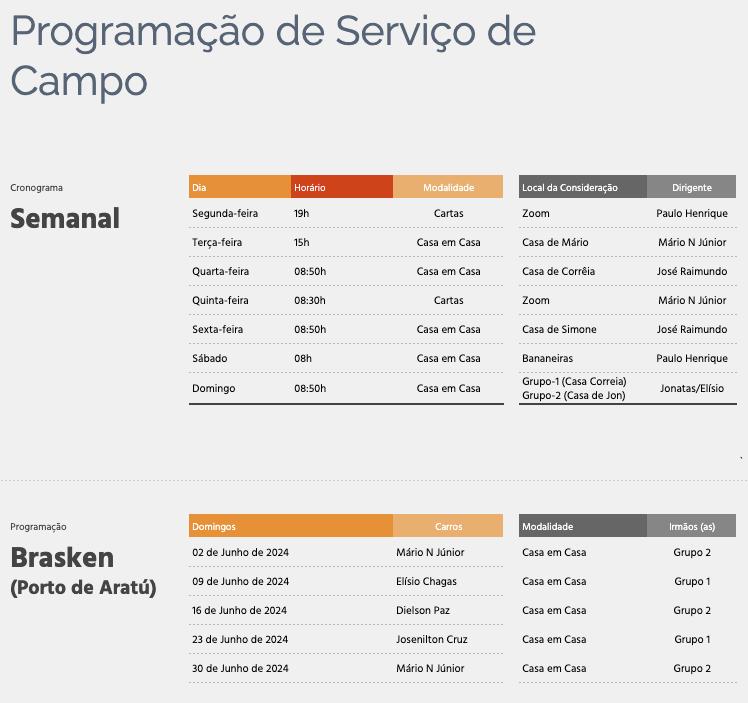 Programação de Serviço de
Campo
Cronograma
Semanal
Dia Horário Modalidade Local da Consideração Dirigente
Segunda-feira 19h Cartas Zoom Paulo Henrique
Terça-feira 15h Casa em Casa Casa de Mário Mário N Júnior
Quarta-feira 08:50h Casa em Casa Casa de Corrêia José Raimundo
Quinta-feira 08:30h Cartas Zoom Mário N Júnior
Sexta-feira 08:50h Casa em Casa Casa de Simone José Raimundo
Sábado 08h Casa em Casa Bananeiras Paulo Henrique
Domingo 08:50h Casa em Casa Grupo-1 (Casa Correia) Jonatas/Elísio
Grupo-2 (Casa de Jon)
Programação
Brasken
(Porto de Aratú)
Domingos Carros Modalidade Irmãos (as)
02 de Junho de 2024 Mário N Júnior Casa em Casa Grupo 2
09 de Junho de 2024 Elísio Chagas Casa em Casa Grupo 1
16 de Junho de 2024 Dielson Paz Casa em Casa Grupo 2
23 de Junho de 2024 Josenilton Cruz Casa em Casa Grupo 1
30 de Junho de 2024 Mário N Júnior Casa em Casa Grupo 2